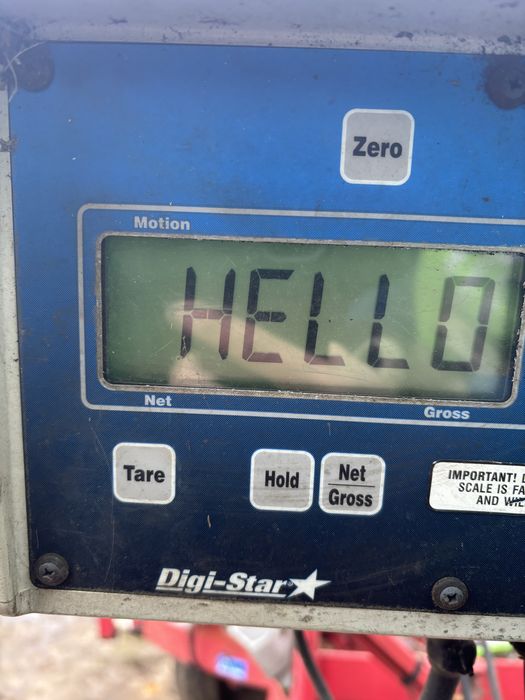 Zero
Motion
HELLO
Net
Gross
Tare
Hold
Net
Gross
IMPORTANT!
SCALE IS
AND
Digi-Star